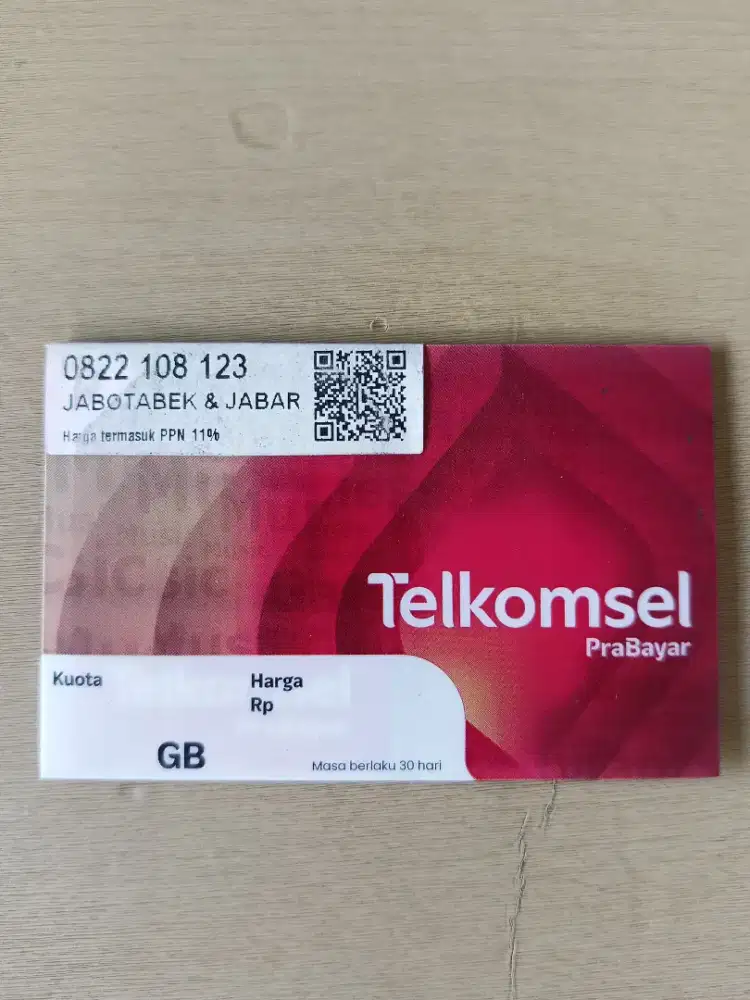 0822 108 123
JABOTABEK & JABAR
Harga termasuk PPN 11%
Telkomsel
PraBayar
Kuota
Harga
Rp
GB
Masa berlaku 30 hari